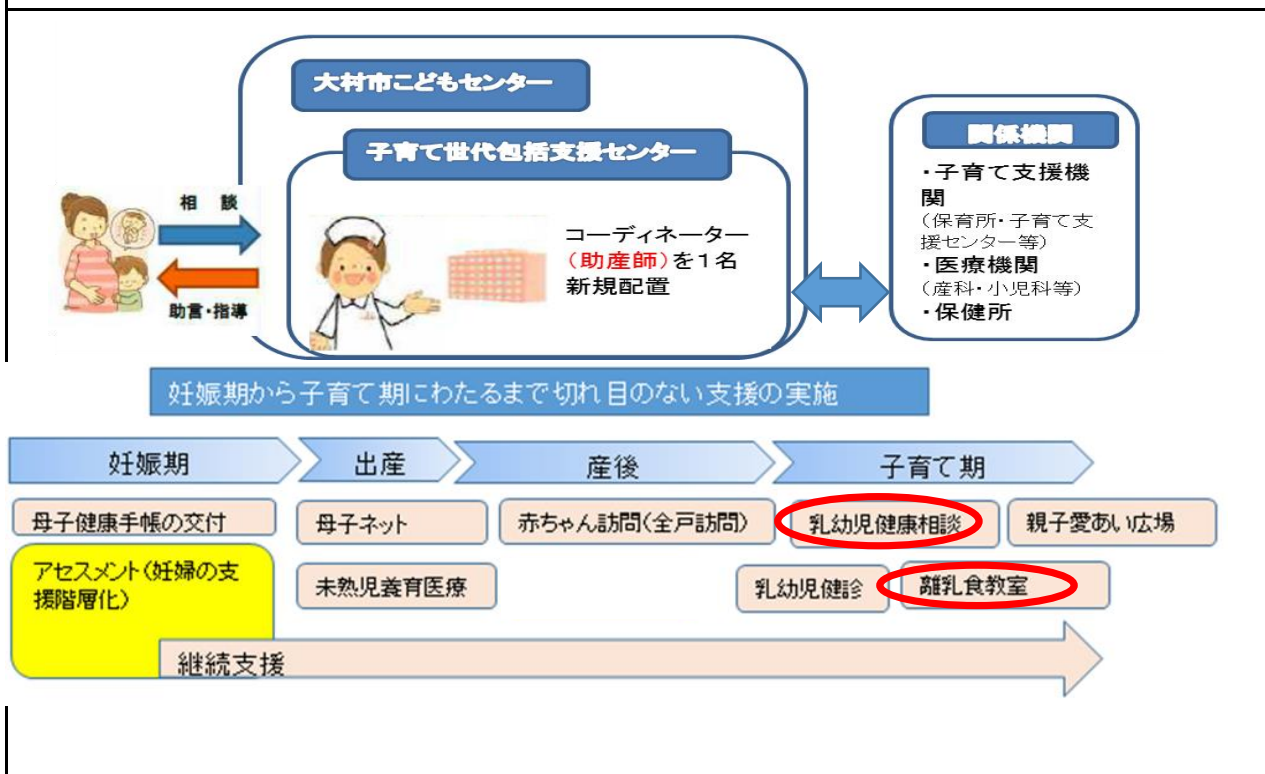 大村市こどもセンター
子育て世代包括支援センター
相 談
助言・指導
コーディネーター
(助産師)を1名
新規配置
関係機関
・子育て支援機
関
(保育所・子育て支
援センター等)
・医療機関
(産科・小児科等)
・保健所
妊娠期から子育て期にわたるまで切れ目のない支援の実施
妊娠期
出産
産後
子育て期
母子健康手帳の交付
母子ネット
赤ちゃん訪問(全戸訪問)
乳幼児健康相談
親子愛あい広場
アセスメント(妊婦の支
援階層化)
未熟児養育医療
乳幼児健診
離乳食教室
継続支援